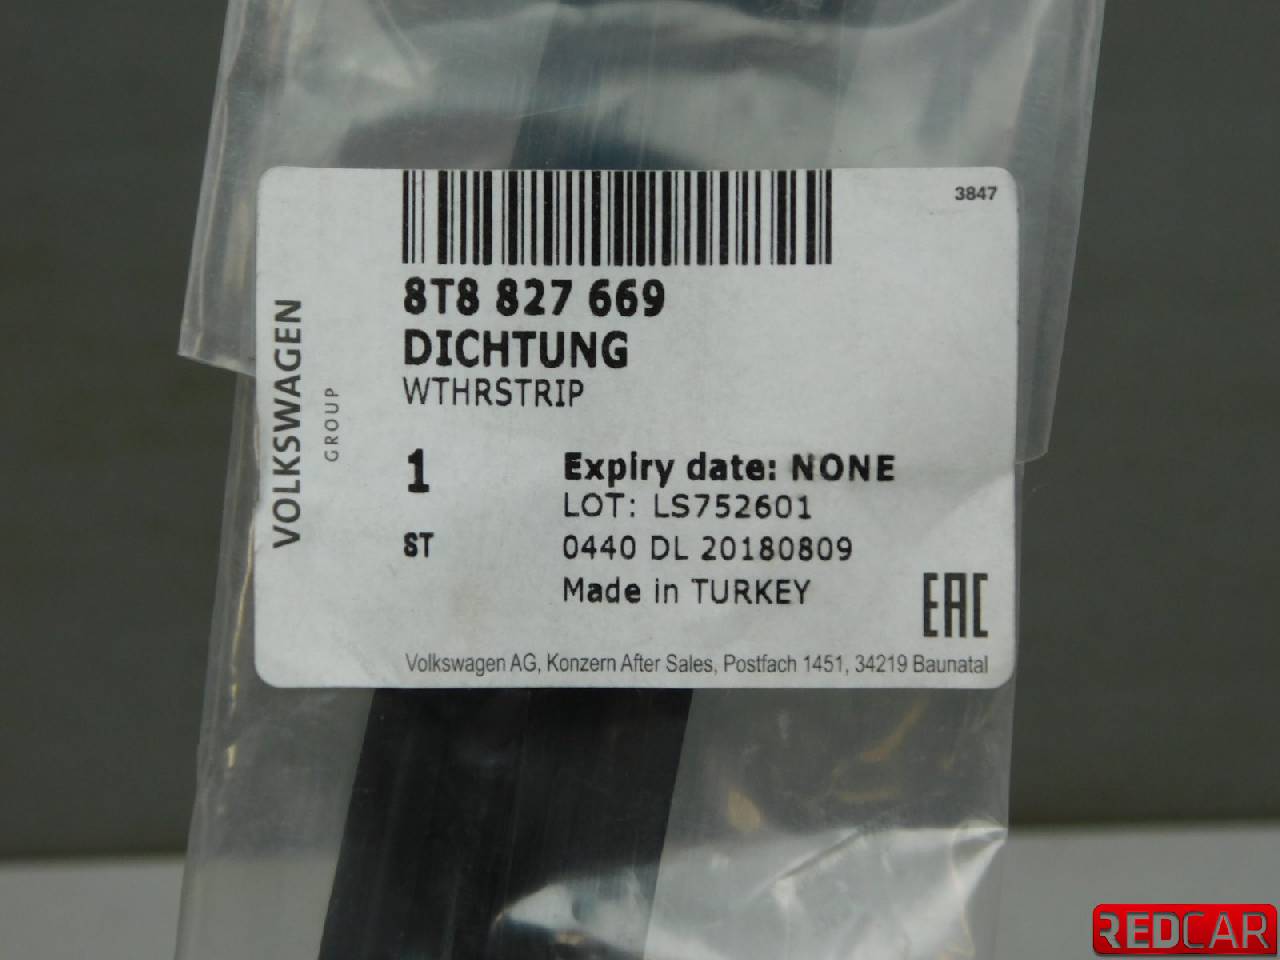 3847
8T8 827 669
DICHTUNG
WTHRSTRIP
VOLKSWAGEN
GROUP
1
ST
Expiry date: NONE
LOT: LS752601
0440 DL 20180809
Made in TURKEY
EAC
Volkswagen AG, Konzern After Sales, Postfach 1451, 34219 Baunatal
REDCAR